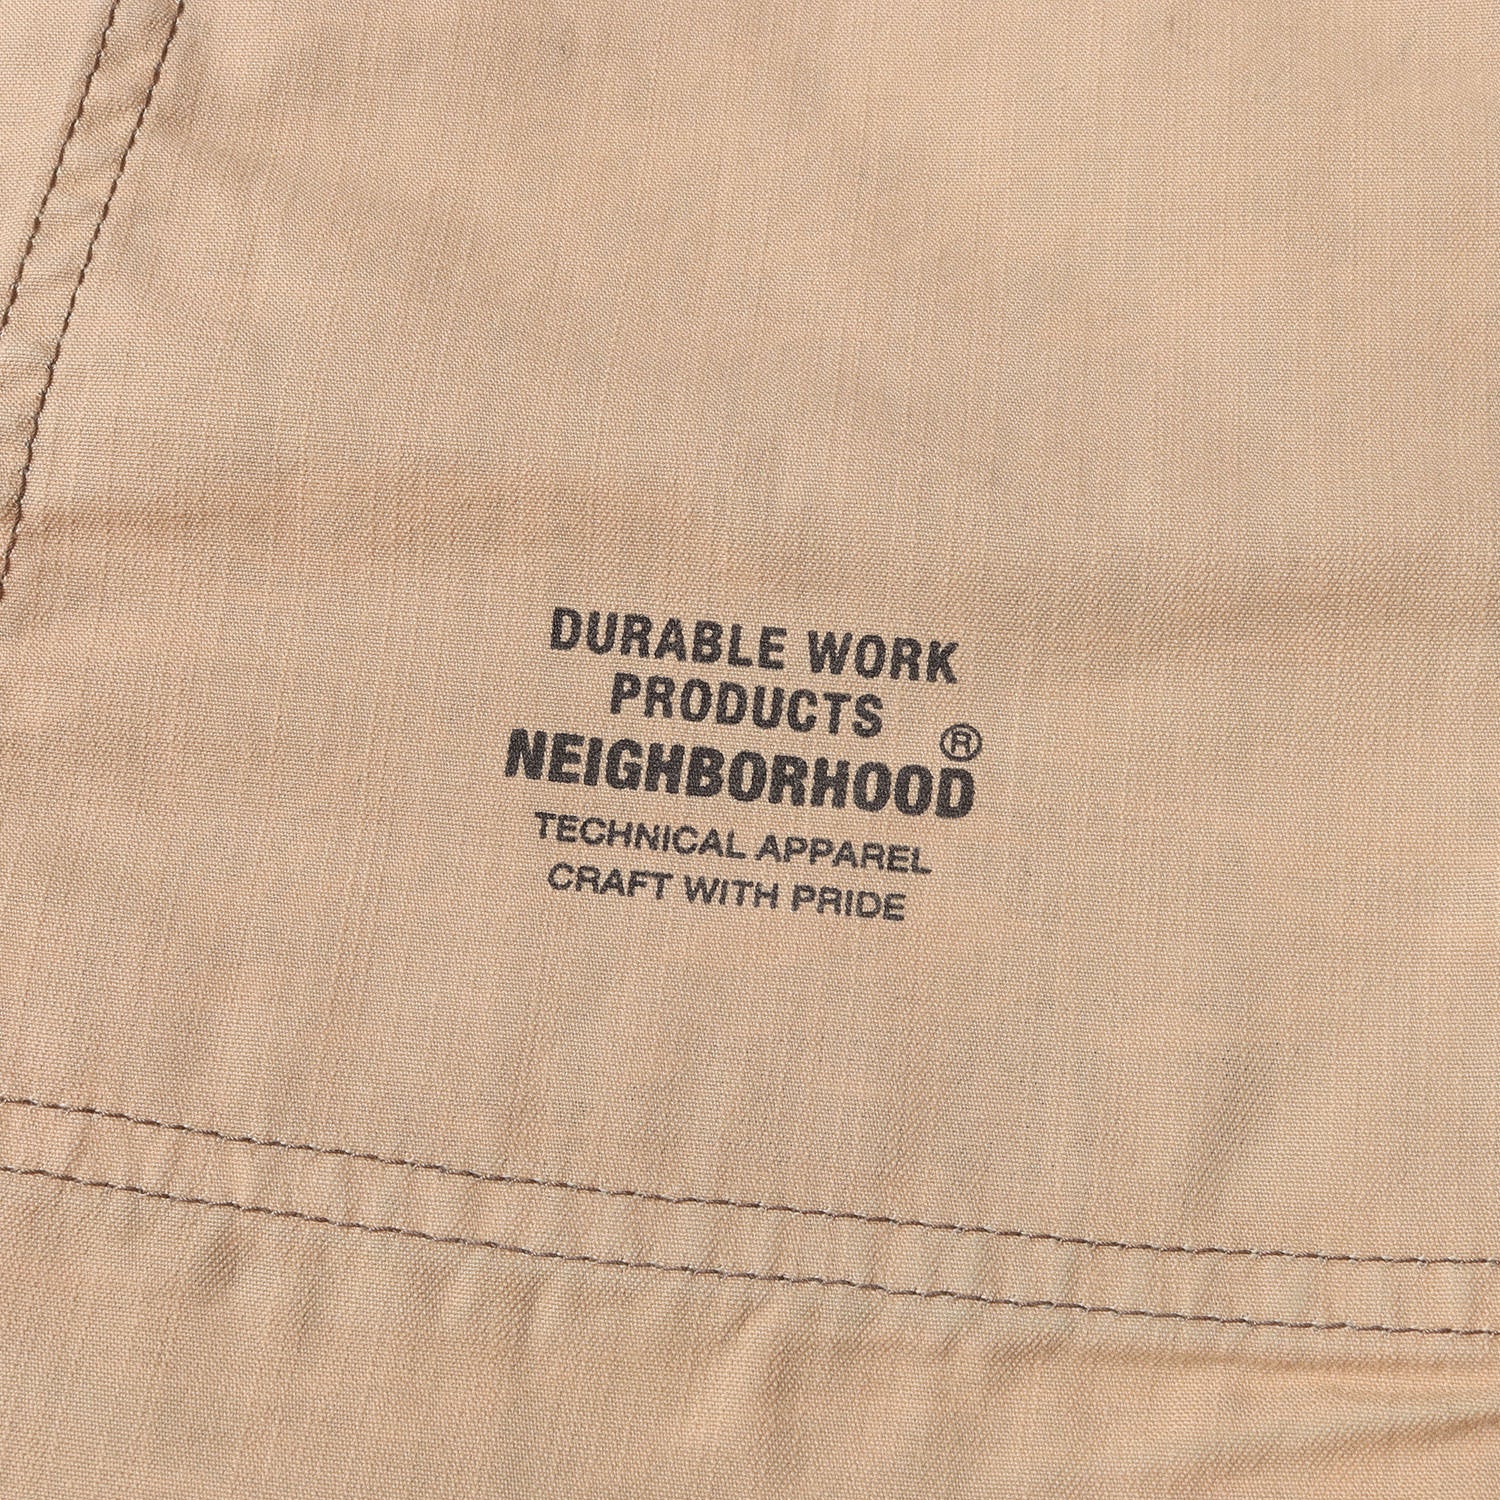 DURABLE WORK
PRODUCTS
NEIGHBORHOOD®
TECHNICAL APPAREL
CRAFT WITH PRIDE